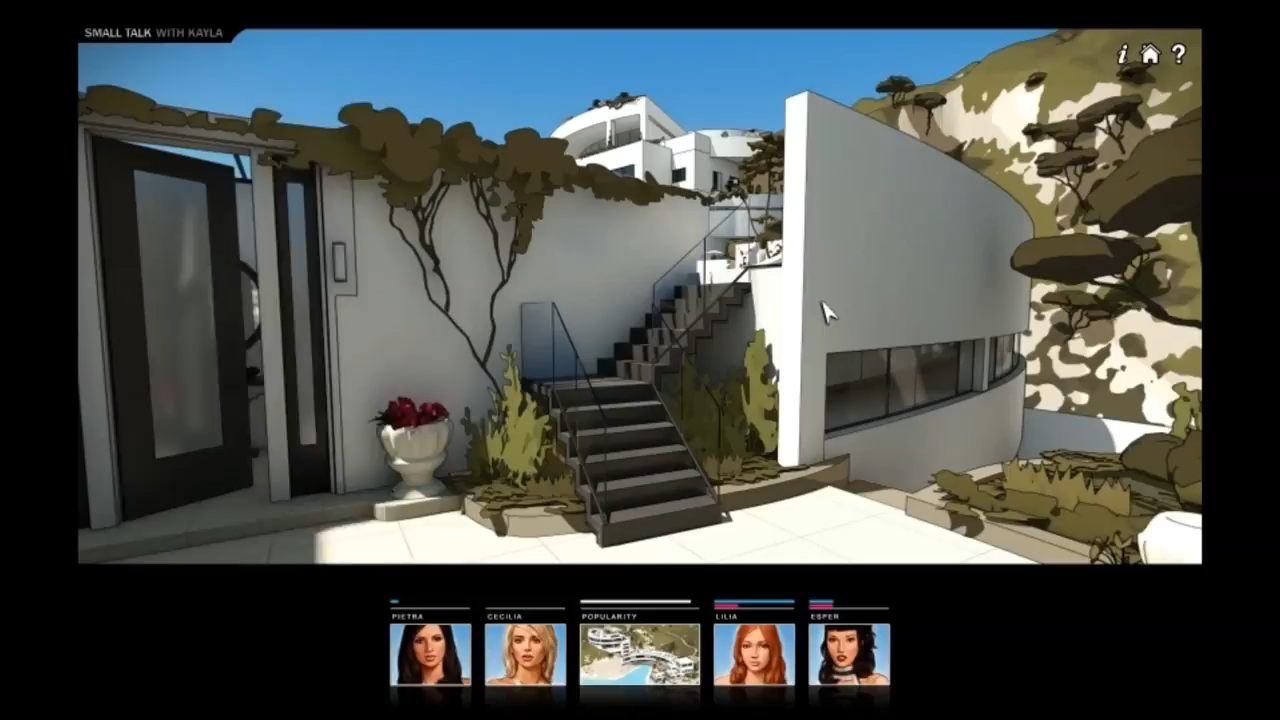 SMALL TALK WITH KAYLA
i ?
PIETRA
CECILIA
POPULARITY
LILIA
ESPER